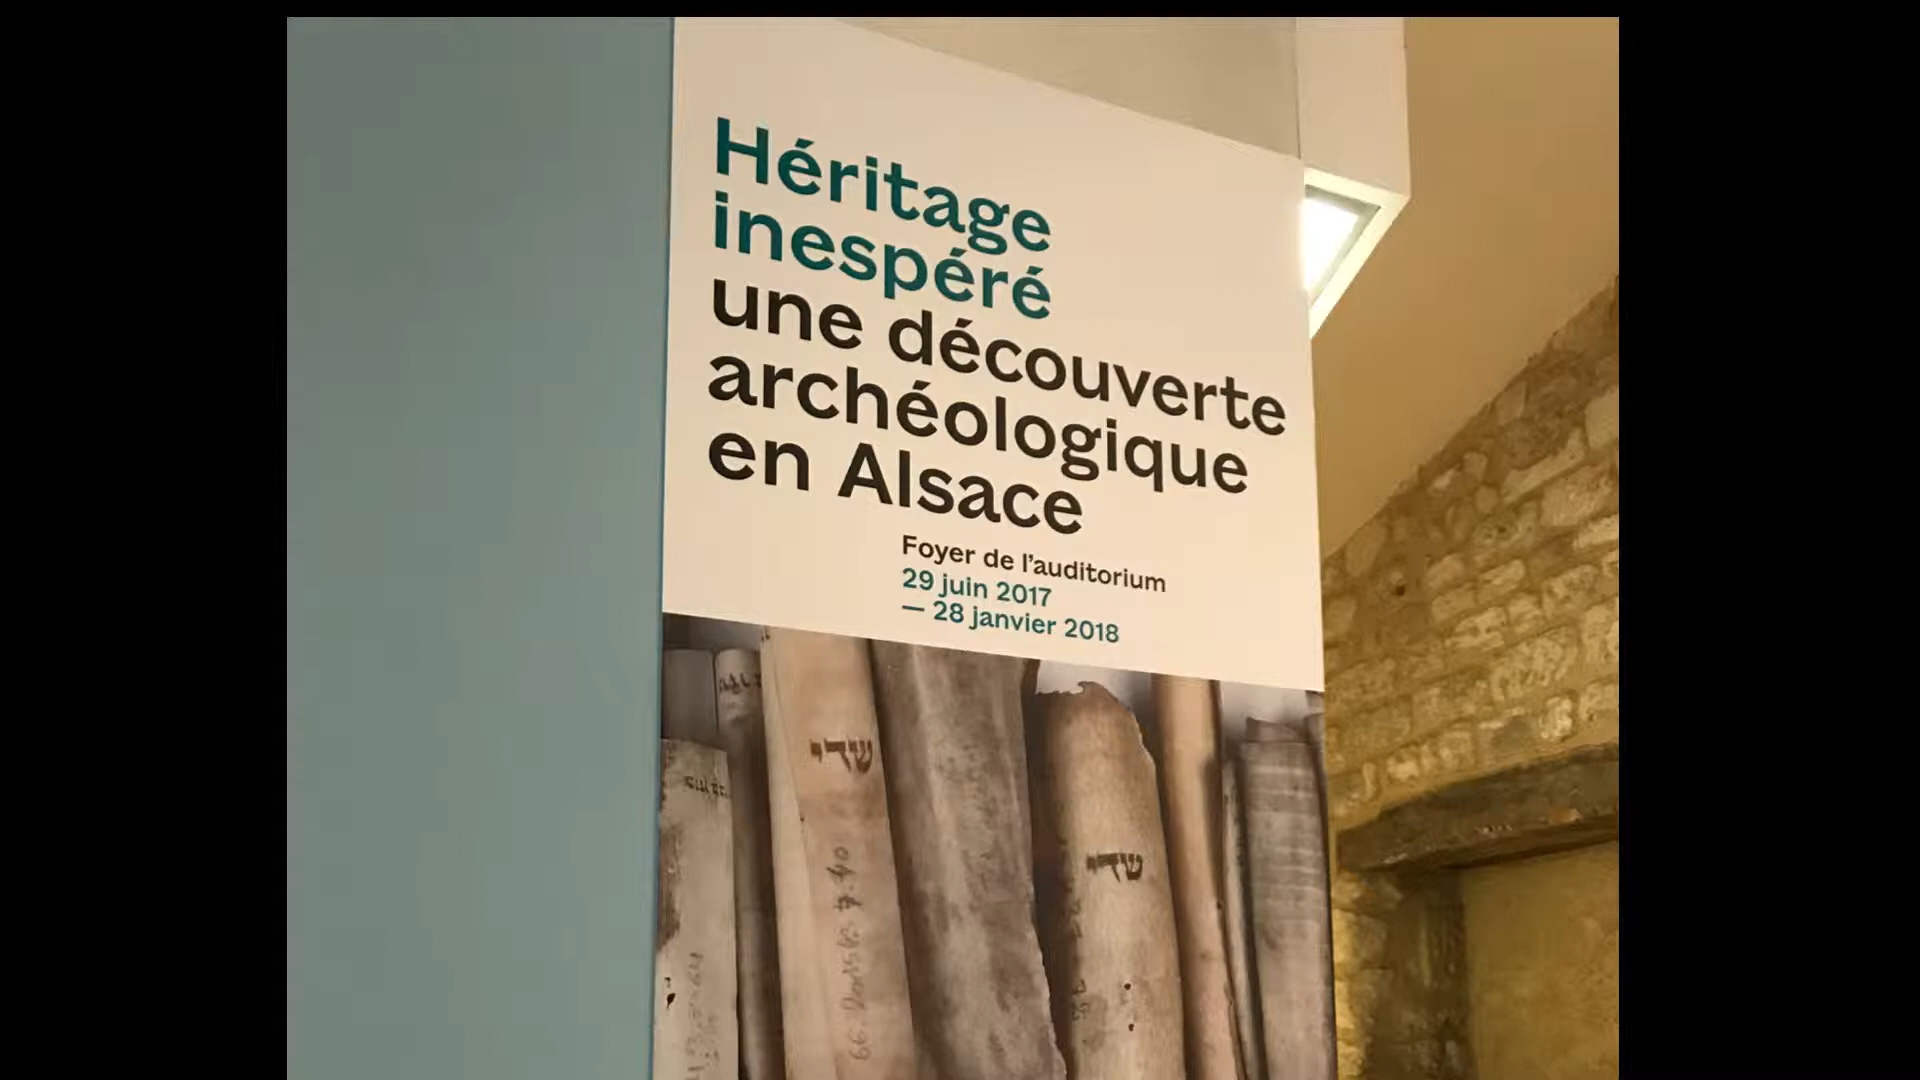 Héritage
inespéré
une découverte
archéologique
en Alsace
Foyer de l'auditorium
29 juin 2017
— 28 janvier 2018
שדי
שדי